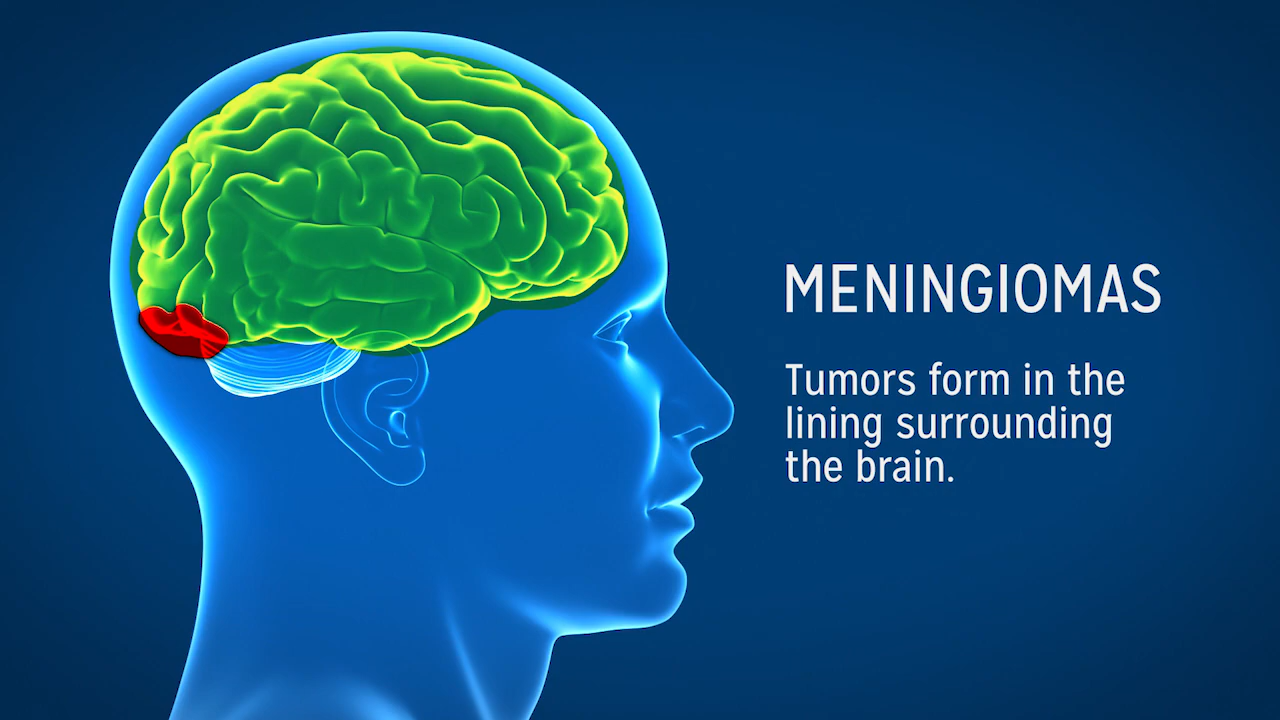 MENINGIOMAS
Tumors form in the
lining surrounding
the brain.